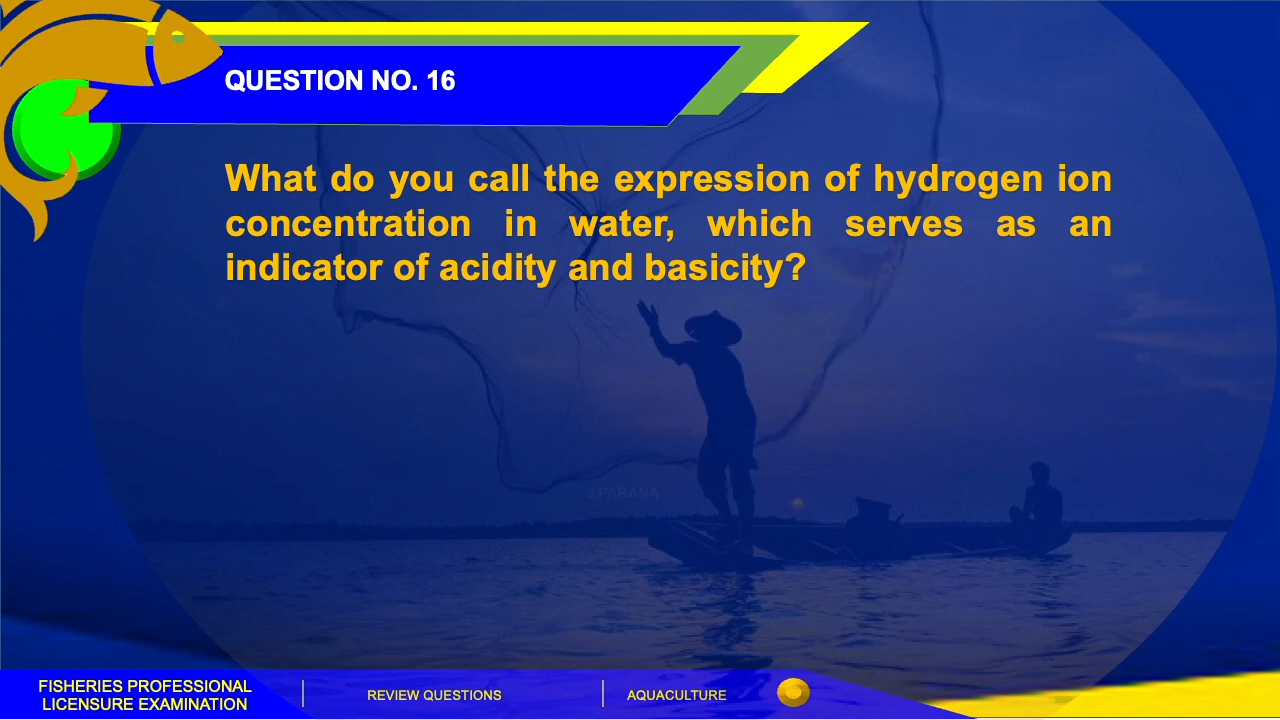 QUESTION NO. 16
What do you call the expression of hydrogen ion
concentration in water, which serves as an
indicator of acidity and basicity?
J.PARANA
FISHERIES PROFESSIONAL
LICENSURE EXAMINATION
REVIEW QUESTIONS
AQUACULTURE